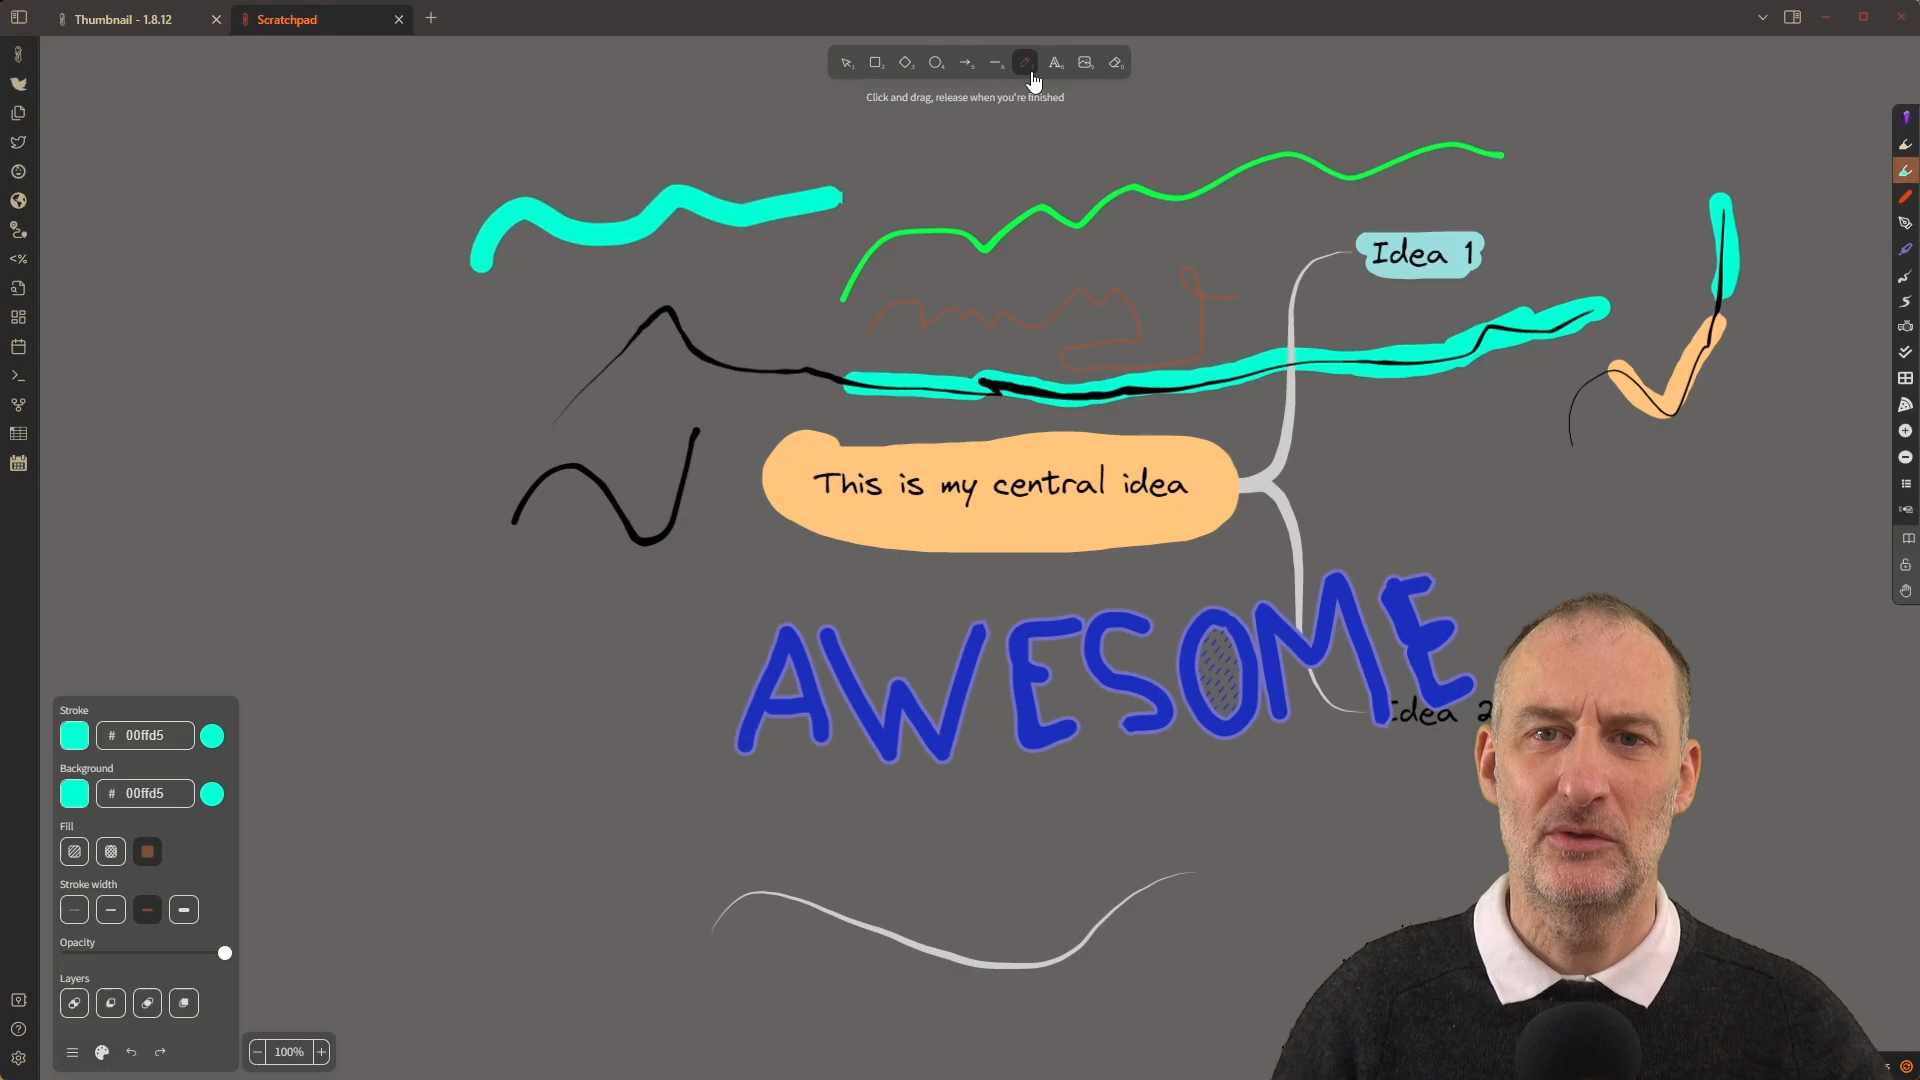 Thumbnail - 1.8.12
Scratchpad
Click and drag, release when you're finished
Idea 1
This is my central idea
AWESOME
Idea 2
Stroke
# 00ffd5
Background
# 00ffd5
Fill
Stroke width
Opacity
Layers
100%